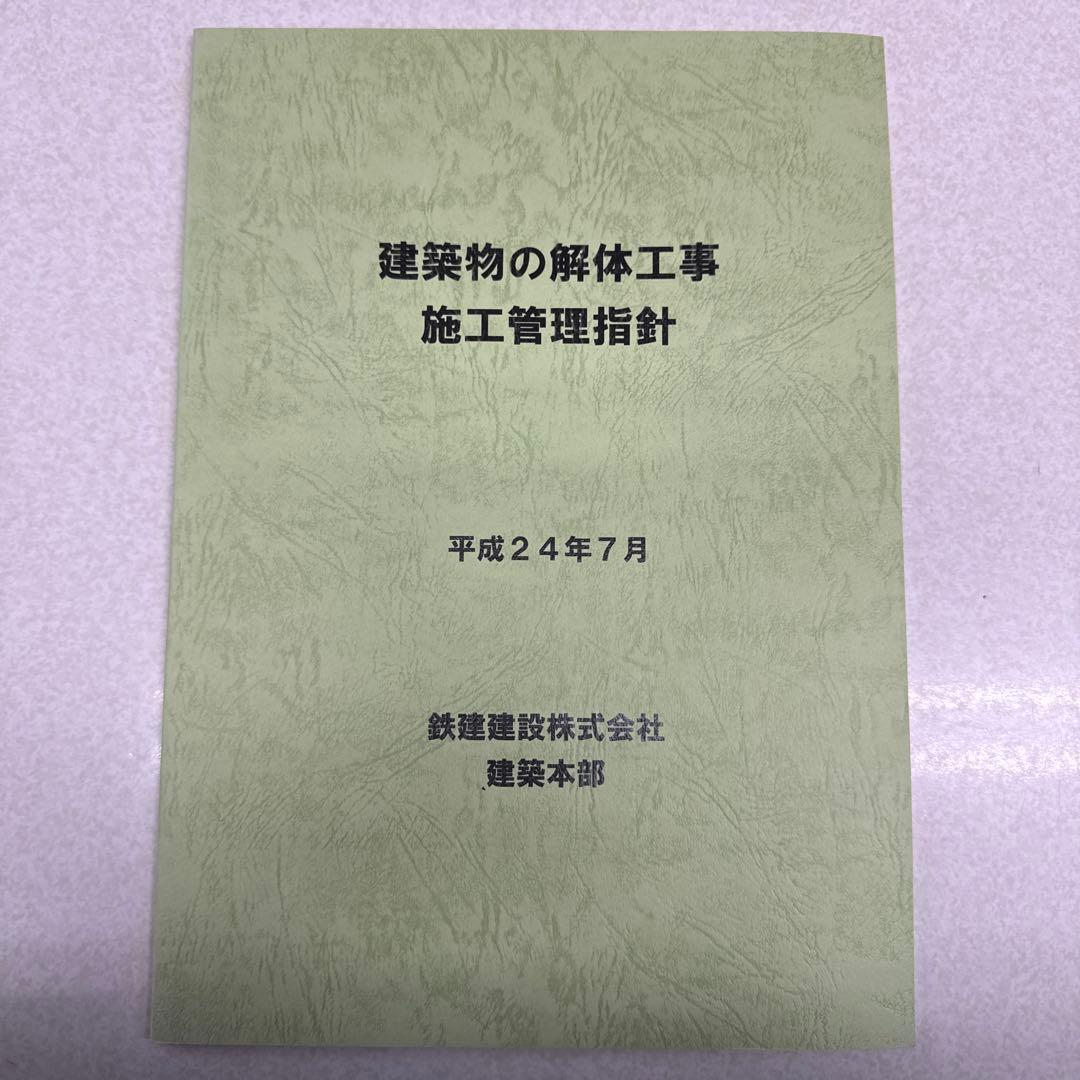 建築物の解体工事
施工管理指針
平成２４年７月
鉄建建設株式会社
建築本部